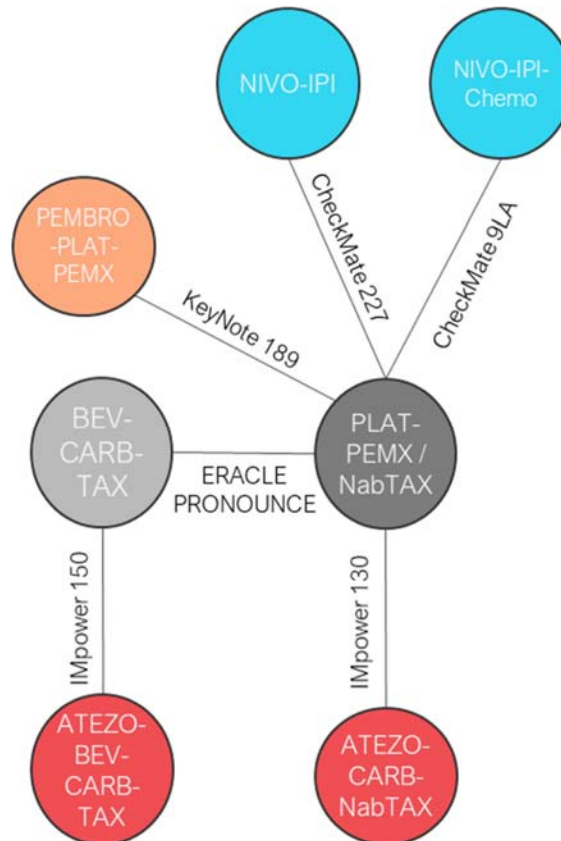 NIVO-IPI
NIVO-IPI-
Chemo
CheckMate 227
CheckMate 9LA
PEMBRO
-PLAT-
PEMX
KeyNote 189
BEV-
CARB-
TAX
ERACLE
PRONOUNCE
PLAT-
PEMX /
NabTAX
IMpower 150
IMpower 130
ATEZO-
BEV-
CARB-
TAX
ATEZO-
CARB-
NabTAX